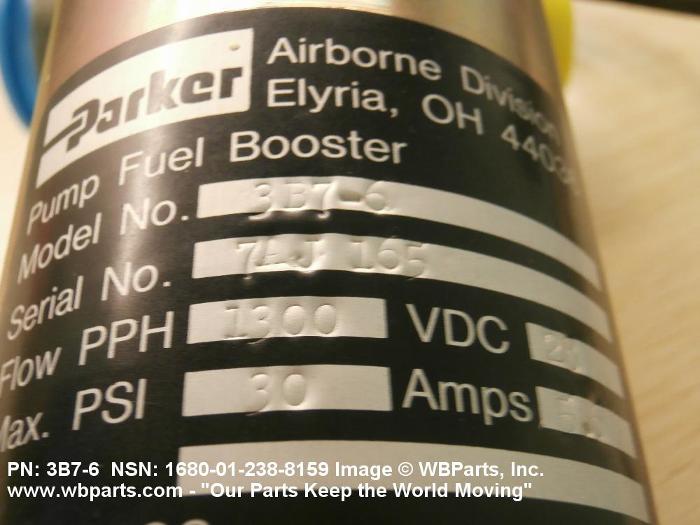 Parker Airborne Division
Elyria, OH
Pump Fuel Booster
Model No. 3B7-6
Serial No. 165
Flow PPH 1300 VDC
Max. PSI 30 Amps
PN: 3B7-6 NSN: 1680-01-238-8159 Image © WBParts, Inc.
www.wbparts.com - "Our Parts Keep the World Moving"